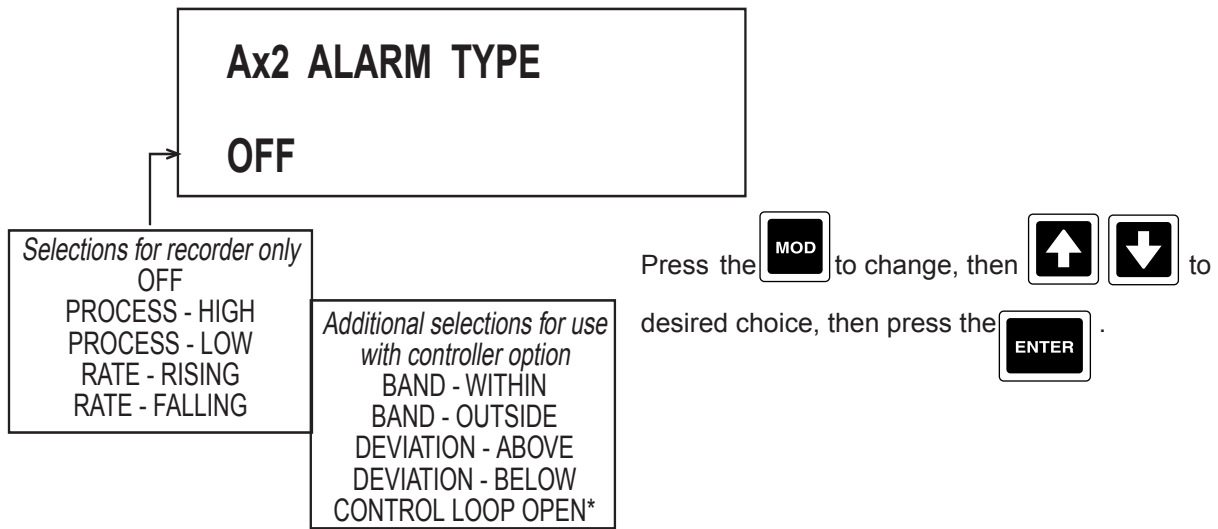 Ax2 ALARM TYPE
OFF
Selections for recorder only
OFF
PROCESS - HIGH
PROCESS - LOW
RATE - RISING
RATE - FALLING
Additional selections for use
with controller option
BAND - WITHIN
BAND - OUTSIDE
DEVIATION - ABOVE
DEVIATION - BELOW
CONTROL LOOP OPEN*
Press the MOD to change, then to
desired choice, then press the ENTER .